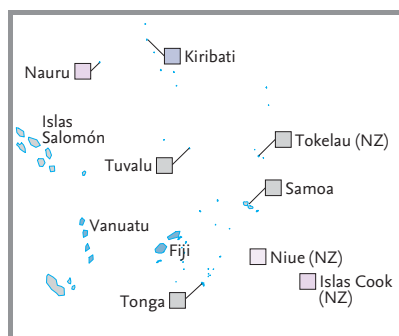 Kiribati
Nauru
Islas
Salomón
Tokelau (NZ)
Tuvalu
Samoa
Vanuatu
Fiji
Niue (NZ)
Islas Cook
(NZ)
Tonga